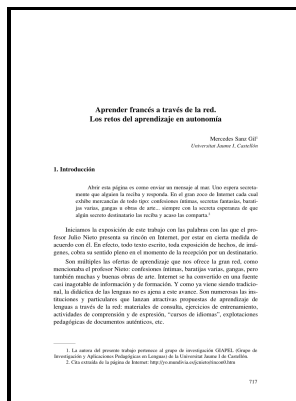 Aprender francés a través de la red.
Los retos del aprendizaje en autonomía
Mercedes Sanz Gil¹
Universitat Jaume I, Castellón
1. Introducción
Abrir esta página es como enviar un mensaje al mar. Uno espera secreta-
mente que alguien la reciba y responda. En el gran zoco de Internet cada cual
exhibe mercancías de todo tipo: confesiones íntimas, secretas fantasías, barati-
jas varias, gangas u obras de arte... siempre con la secreta esperanza de que
algún secreto destinatario las reciba y acaso las comparta.²
Iniciamos la exposición de este trabajo con las palabras con las que el pro-
fesor Julio Nieto presenta su rincón en Internet, por estar en cierta medida de
acuerdo con él. En efecto, todo texto escrito, toda exposición de hechos, de imá-
genes, cobra su sentido pleno en el momento de la recepción por un destinatario.
Son múltiples las ofertas de aprendizaje que nos ofrece la gran red, como
mencionaba el profesor Nieto: confesiones íntimas, baratijas varias, gangas, pero
también muchas y buenas obras de arte. Internet se ha convertido en una fuente
casi inagotable de información y de formación. Y como ya viene siendo tradicio-
nal, la didáctica de las lenguas no es ajena a este avance. Son numerosas las ins-
tituciones y particulares que lanzan atractivas propuestas de aprendizaje de
lenguas a través de la red: materiales de consulta, ejercicios de entrenamiento,
actividades de comprensión y de expresión, "cursos de idiomas", explotaciones
pedagógicas de documentos auténticos, etc.
1. La autora del presente trabajo pertenece al grupo de investigación GIAPEL (Grupo de
Investigación y Aplicaciones Pedagógicas en Lenguas) de la Universitat Jaume I de Castellón.
2. Cita extraída de la página de Internet: http://yo.mundivia.es/jcnieto/rincon0.htm
717